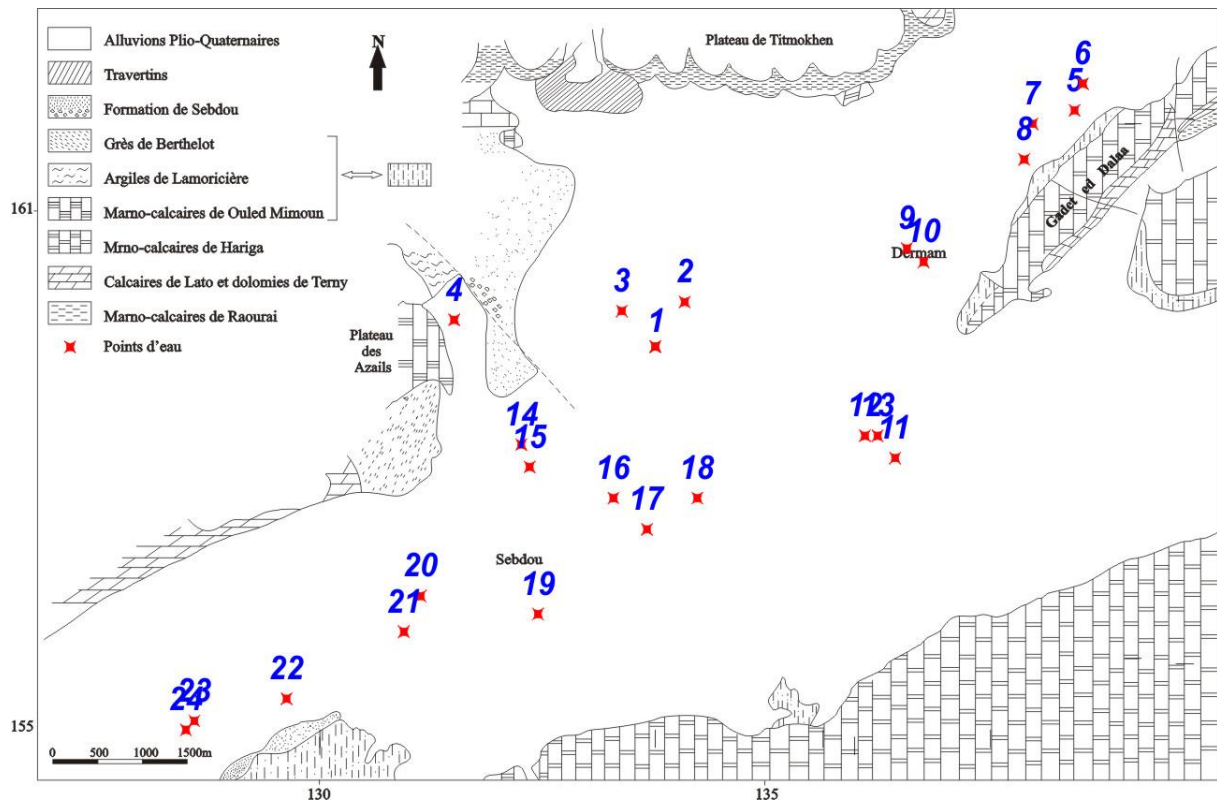 Alluvions Plio-Quaternaires
Travertins
Formation de Sebdou
Grès de Berthelot
Argiles de Lamoricière
Marno-calcaires de Ouled Mimoun
Mrno-calcaires de Hariga
Calcaires de Lato et dolomies de Terny
Marno-calcaires de Raourai
Points d'eau
N
Plateau de Titmokhen
6
5
7
8
Gadet ed Dalaa
161
9
10
Dermam
4
3
2
1
Plateau
des
Azails
14
15
12
13
11
16
17
18
Sebdou
20
19
21
22
23
24
155
0 500 1000 1500m
130
135